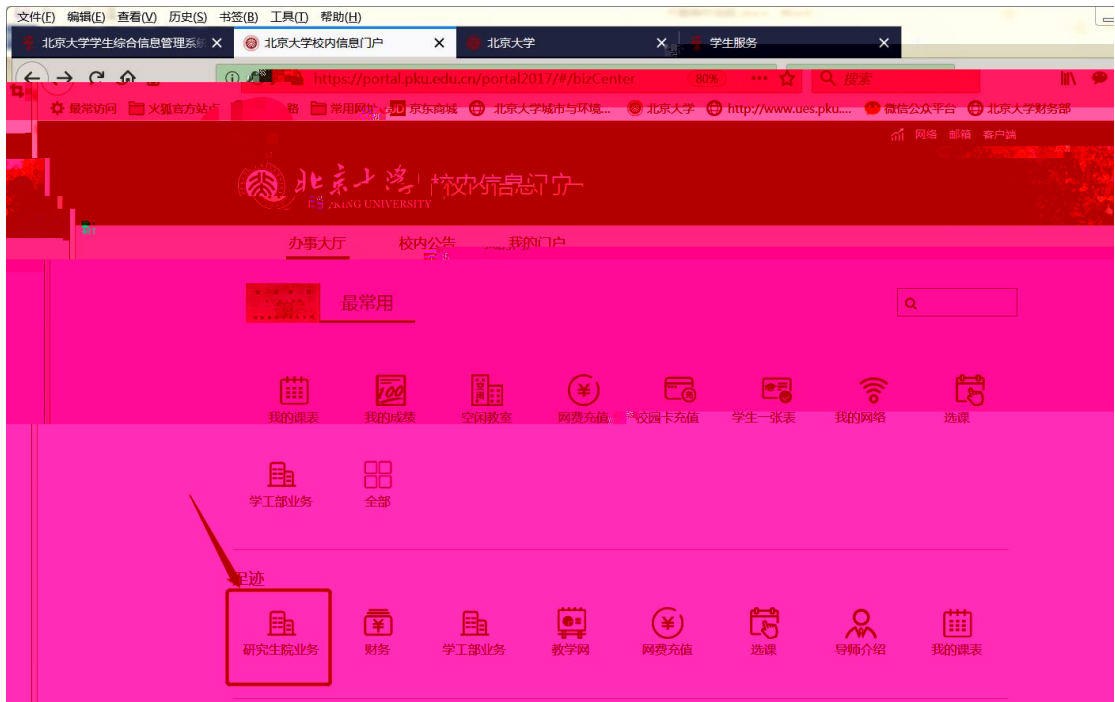 文件(F) 编辑(E) 查看(V) 历史(S) 书签(B) 工具(T) 帮助(H)
北京大学学生综合信息管理系统 北京大学校内信息门户 北京大学 学生服务
https://portal.pku.edu.cn/portal2017/#/bizCenter 80% 搜索
最常访问 火狐官方站点 常用网址 JD 京东商城 北京大学城市与环境... 北京大学 http://www.ues.pku.... 微信公众平台 北京大学财务部
网络 邮箱 客户端
北京大学 校内信息门户
PEKING UNIVERSITY
办事大厅 校内公告 我的门户
最常用
我的课表 我的成绩 空闲教室 网费充值 校园卡充值 学生一张表 我的网络 选课
学工部业务 全部
足迹
研究生院业务 财务 学工部业务 教学网 网费充值 选课 导师介绍 我的课表